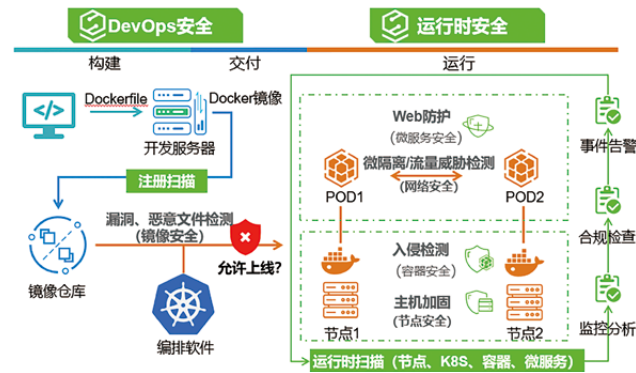 DevOps安全
运行时安全
构建
交付
运行
Dockerfile
Docker镜像
开发服务器
注册扫描
漏洞、恶意文件检测
(镜像安全)
允许上线?
镜像仓库
编排软件
Web防护
(微服务安全)
微隔离/流量威胁检测
(网络安全)
POD1
POD2
入侵检测
(容器安全)
主机加固
(节点安全)
节点1
节点2
运行时扫描(节点、K8S、容器、微服务)
事件告警
合规检查
监控分析